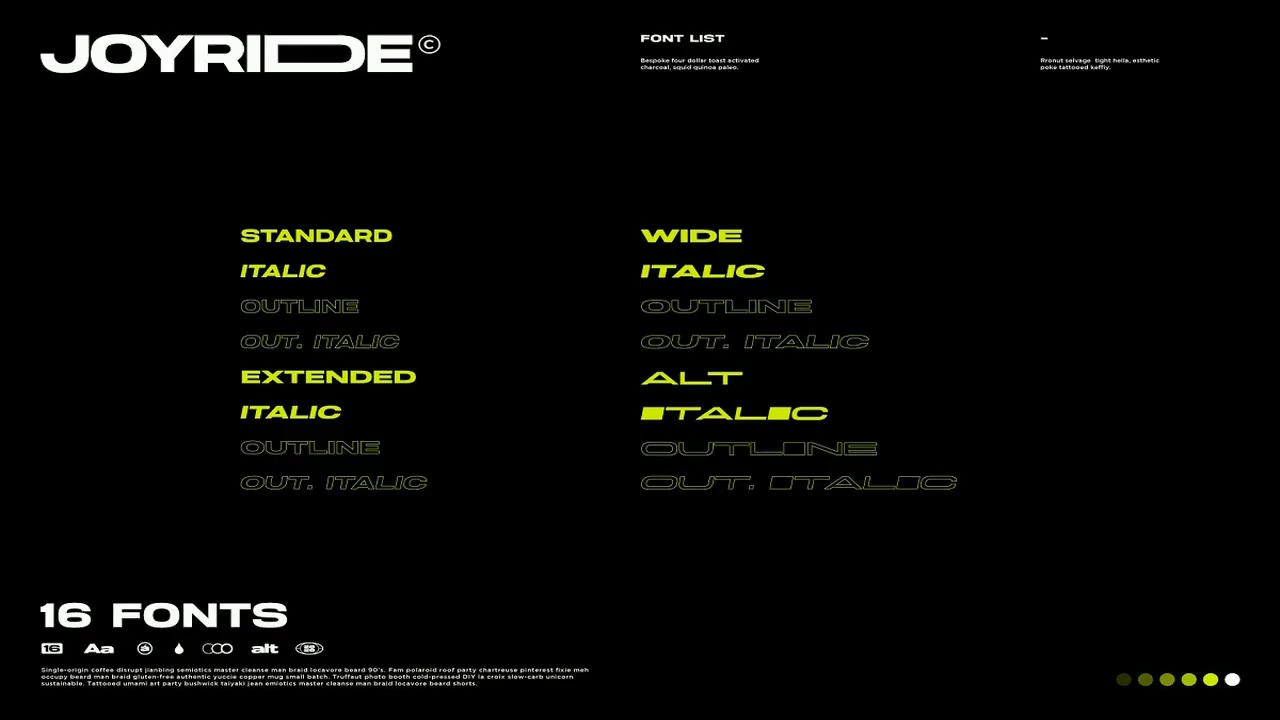 JOYRIDE©
FONT LIST
Bespoke four dollar toast activated
charcoal, squid quinoa paleo.
–
Rronut selvage tight hella, esthetic
poke tattooed keffiy.
STANDARD
ITALIC
OUTLINE
OUT. ITALIC
EXTENDED
ITALIC
OUTLINE
OUT. ITALIC
WIDE
ITALIC
OUTLINE
OUT. ITALIC
ALT
ITALIC
OUTLINE
OUT. ITALIC
16 FONTS
16 Aa alt
Single-origin coffee disrupt jianbing semiotics master cleanse man braid locavore beard 90's. Fam polaroid roof party chartreuse pinterest fixie meh
occupy beard man braid gluten-free authentic yuccie copper mug small batch. Truffaut photo booth cold-pressed DIY la croix slow-carb unicorn
sustainable. Tattooed umami art party bushwick taiyaki jean emiotics master cleanse man braid locavore beard shorts.